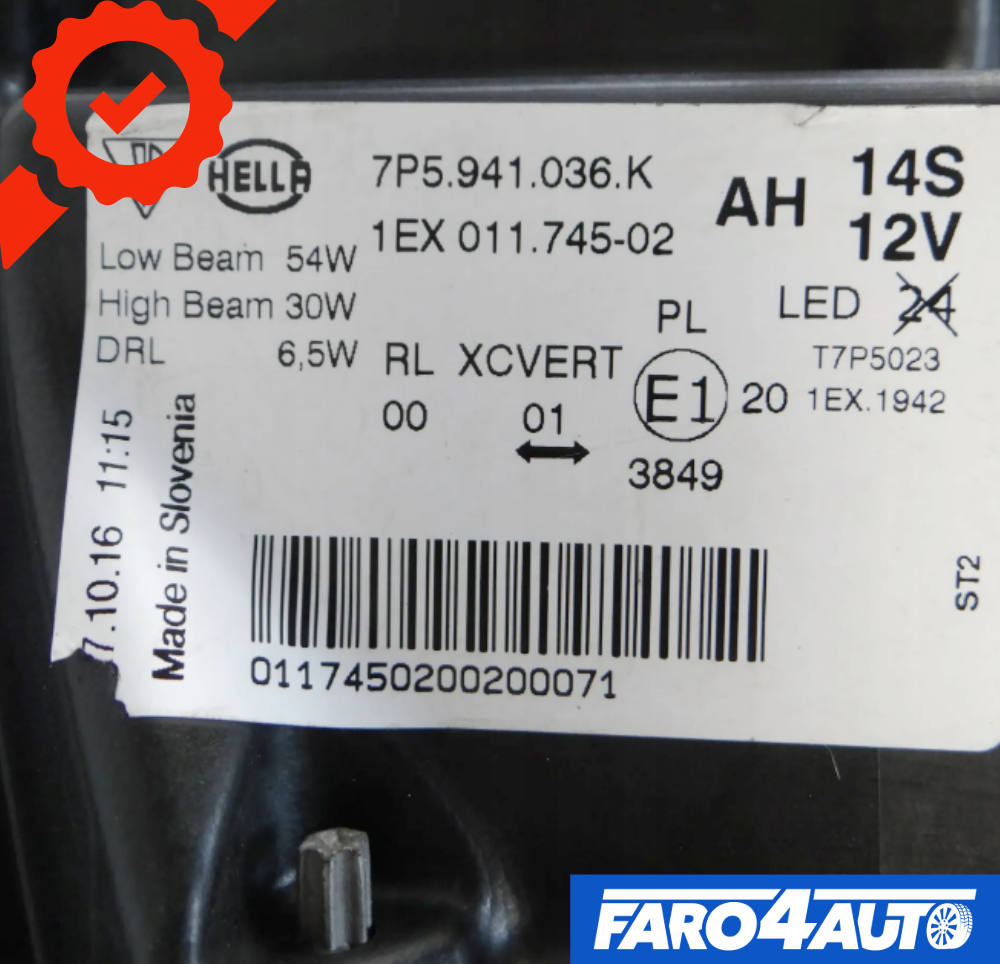 HELLA
7P5.941.036.K
1EX 011.745-02
AH
14S
12V
Low Beam 54W
High Beam 30W
DRL 6,5W
RL XCVERT
00 01
PL
E1
20
3849
LED 24
T7P5023
1EX.1942
7.10.16 11:15
Made in Slovenia
ST2
0117450200200071
FARO4AUTO